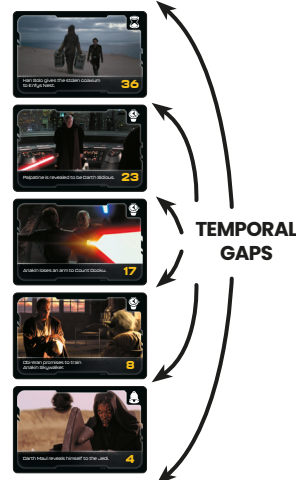 Han Solo gives the stolen coaxium
to Enfys Nest.
36
Palpatine is revealed to be Darth Sidious.
23
TEMPORAL
GAPS
Anakin loses an arm to Count Dooku.
17
Obi-Wan promises to train
Anakin Skywalker.
8
Darth Maul reveals himself to the Jedi.
4